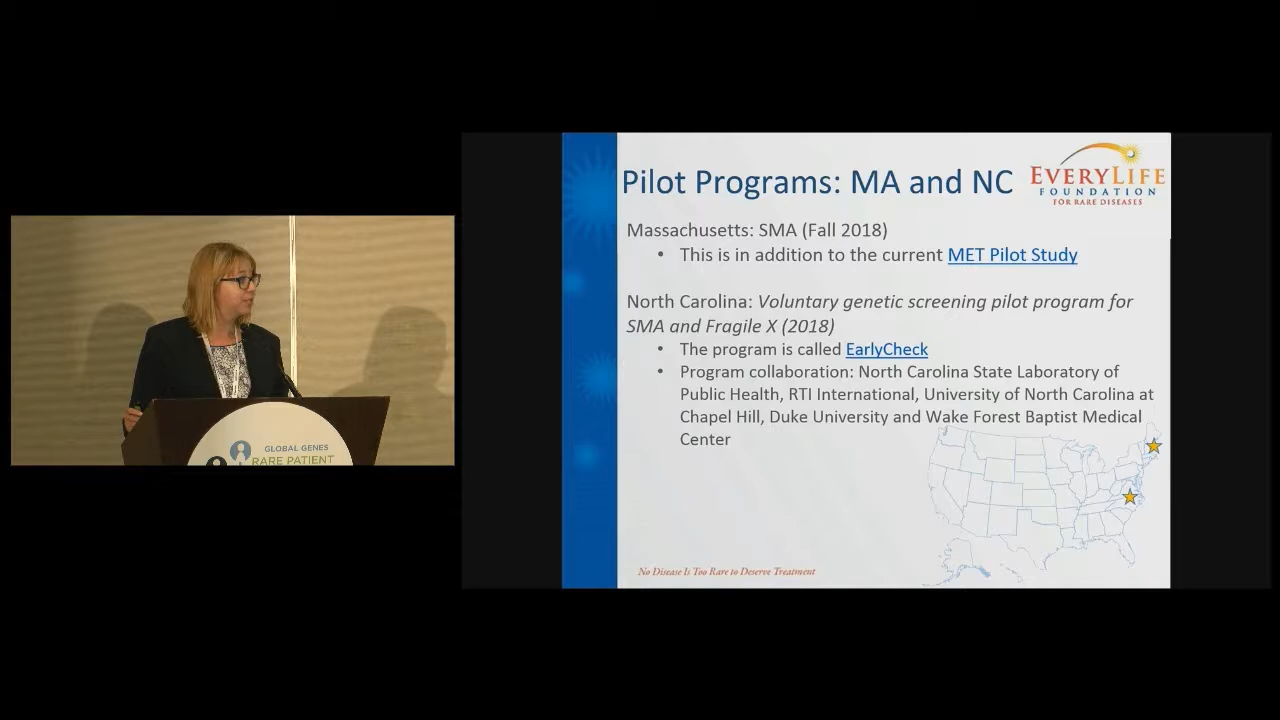 Pilot Programs: MA and NC
EVERYLIFE
FOUNDATION
FOR RARE DISEASES
Massachusetts: SMA (Fall 2018)
• This is in addition to the current MET Pilot Study
North Carolina: Voluntary genetic screening pilot program for
SMA and Fragile X (2018)
• The program is called EarlyCheck
• Program collaboration: North Carolina State Laboratory of
Public Health, RTI International, University of North Carolina at
Chapel Hill, Duke University and Wake Forest Baptist Medical
Center
No Disease Is Too Rare to Deserve Treatment
GLOBAL GENES
RARE PATIENT